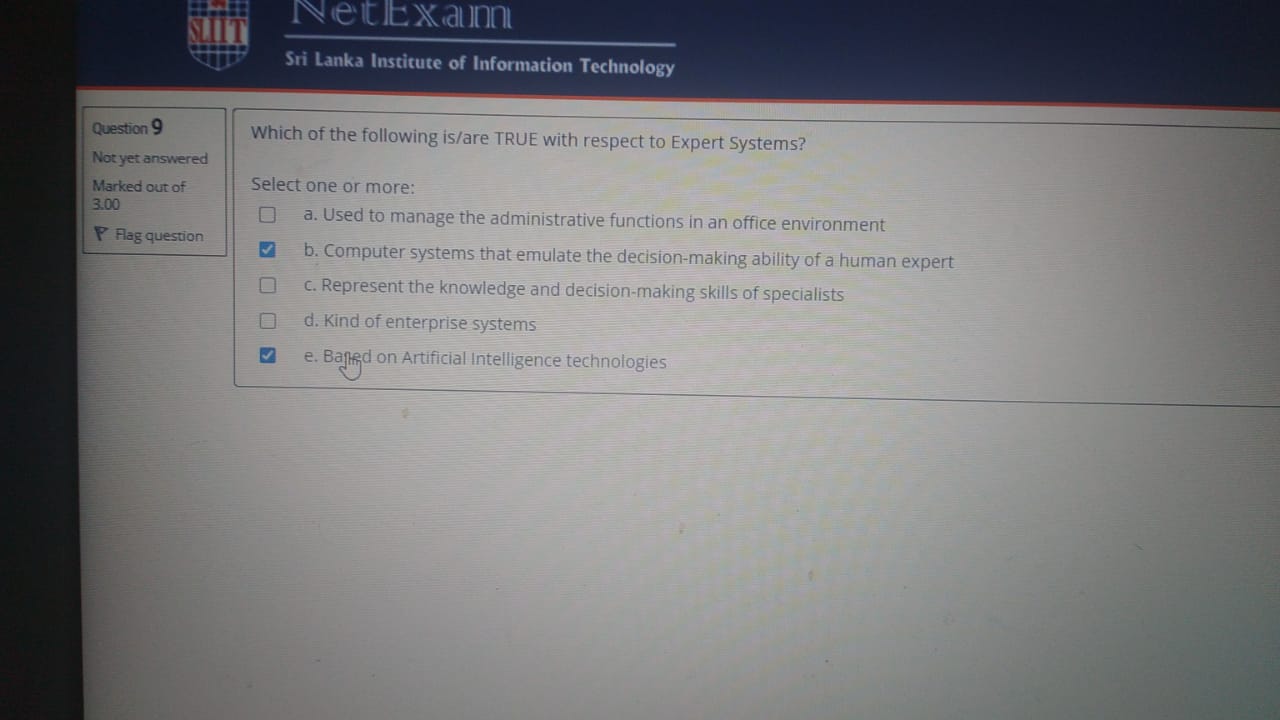 SLIIT
NetExam
Sri Lanka Institute of Information Technology
Question 9
Not yet answered
Marked out of
3.00
Flag question
Which of the following is/are TRUE with respect to Expert Systems?
Select one or more:
a. Used to manage the administrative functions in an office environment
b. Computer systems that emulate the decision-making ability of a human expert
c. Represent the knowledge and decision-making skills of specialists
d. Kind of enterprise systems
e. Based on Artificial Intelligence technologies